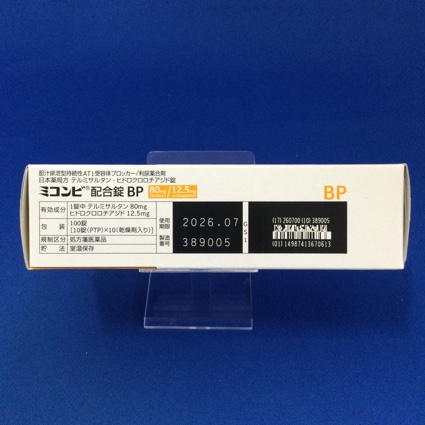 胆汁排泄型持続性AT1受容体ブロッカー/利尿薬合剤
日本薬局方 テルミサルタン・ヒドロクロロチアジド錠
ミコンビ®配合錠BP 80mg/12.5mg
BP
有効成分 1錠中 テルミサルタン 80mg
ヒドロクロロチアジド 12.5mg
包装 100錠
[10錠(PTP)×10(乾燥剤入り)]
規制区分 処方箋医薬品
貯法 室温保存
使用期限 2026.07
製造番号 389005
GS1
(17) 260700 (10) 389005
(01) 14987413670613